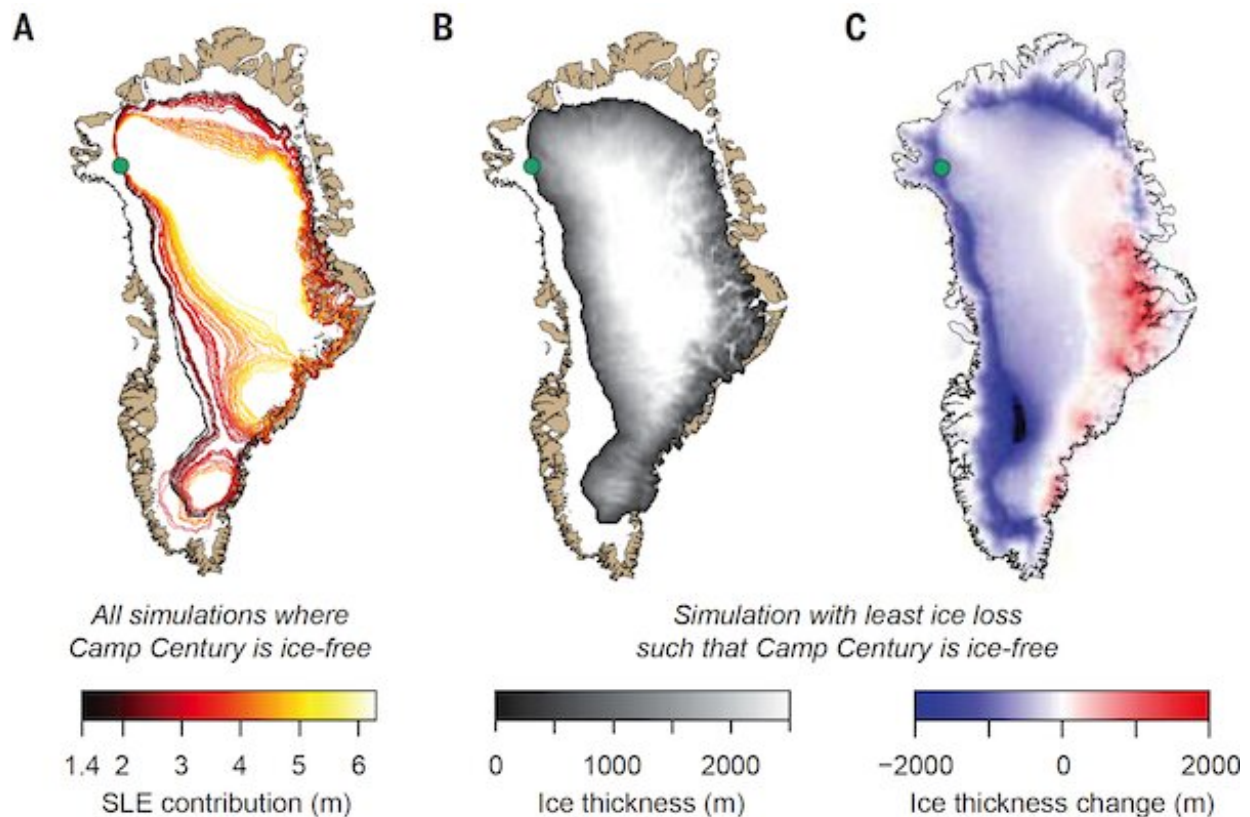 A
B
C
All simulations where
Camp Century is ice-free
Simulation with least ice loss
such that Camp Century is ice-free
1.4 2 3 4 5 6
SLE contribution (m)
0 1000 2000
Ice thickness (m)
−2000 0 2000
Ice thickness change (m)